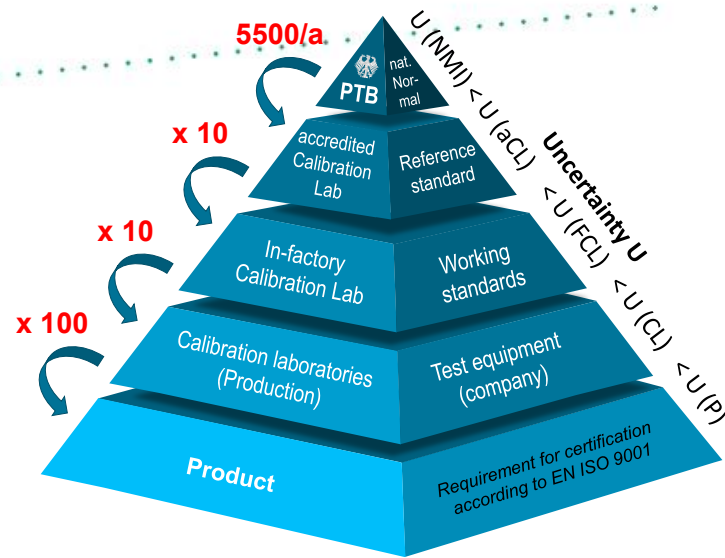 5500/a
PTB
nat.
Nor-
mal
x 10
accredited
Calibration
Lab
Reference
standard
x 10
In-factory
Calibration Lab
Working
standards
x 100
Calibration laboratories
(Production)
Test equipment
(company)
Product
Requirement for certification
according to EN ISO 9001
U (NMI) < U (aCL) < U (FCL) < U (CL) < U (P)
Uncertainty U